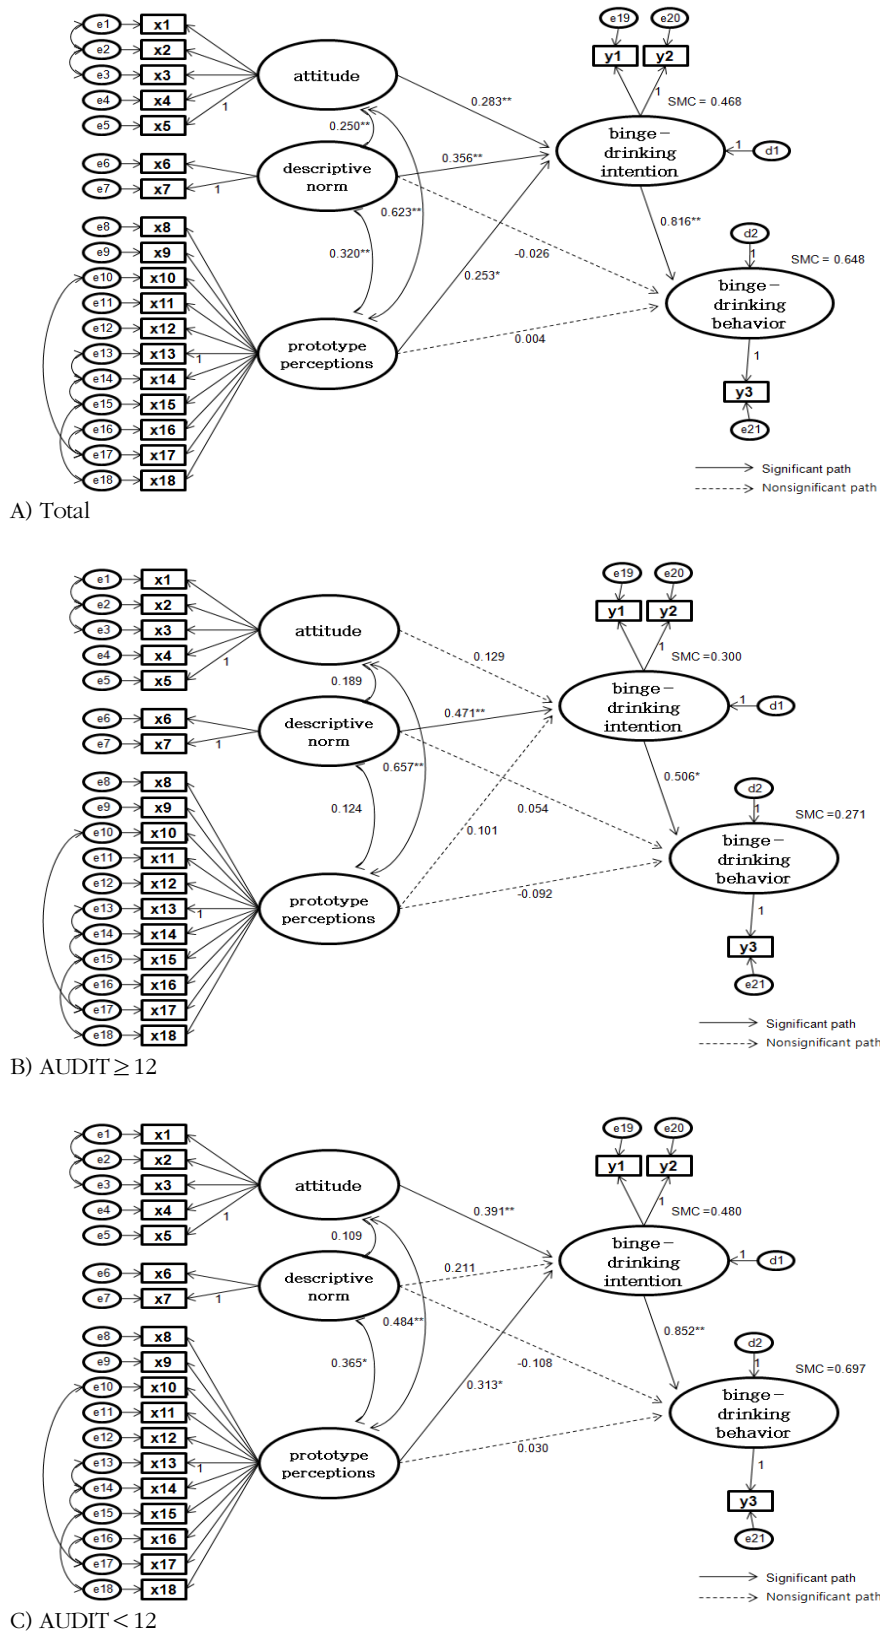 e1 x1
e2 x2
e3 x3
e4 x4
e5 x5
1
attitude
e6 x6
e7 x7
1
descriptive
norm
e8 x8
e9 x9
e10 x10
e11 x11
e12 x12
e13 x13
1
e14 x14
e15 x15
e16 x16
e17 x17
e18 x18
prototype
perceptions
0.250**
0.623**
0.320**
0.283**
0.356**
0.253*
-0.026
0.004
e19 e20
y1 y2
1
SMC = 0.468
binge-
drinking
intention
1 d1
0.816**
d2
1
SMC = 0.648
binge-
drinking
behavior
1
y3
e21
Significant path
Nonsignificant path
A) Total
e1 x1
e2 x2
e3 x3
e4 x4
e5 x5
1
attitude
e6 x6
e7 x7
1
descriptive
norm
e8 x8
e9 x9
e10 x10
e11 x11
e12 x12
e13 x13
1
e14 x14
e15 x15
e16 x16
e17 x17
e18 x18
prototype
perceptions
0.189
0.657**
0.124
0.129
0.471**
0.101
0.054
-0.092
e19 e20
y1 y2
1
SMC =0.300
binge-
drinking
intention
1 d1
0.506*
d2
1
SMC =0.271
binge-
drinking
behavior
1
y3
e21
Significant path
Nonsignificant path
B) AUDIT ≥ 12
e1 x1
e2 x2
e3 x3
e4 x4
e5 x5
1
attitude
e6 x6
e7 x7
1
descriptive
norm
e8 x8
e9 x9
e10 x10
e11 x11
e12 x12
e13 x13
1
e14 x14
e15 x15
e16 x16
e17 x17
e18 x18
prototype
perceptions
0.109
0.484**
0.365*
0.391**
0.211
0.313*
-0.108
0.030
e19 e20
y1 y2
1
SMC =0.480
binge-
drinking
intention
1 d1
0.852**
d2
1
SMC =0.697
binge-
drinking
behavior
1
y3
e21
Significant path
Nonsignificant path
C) AUDIT < 12